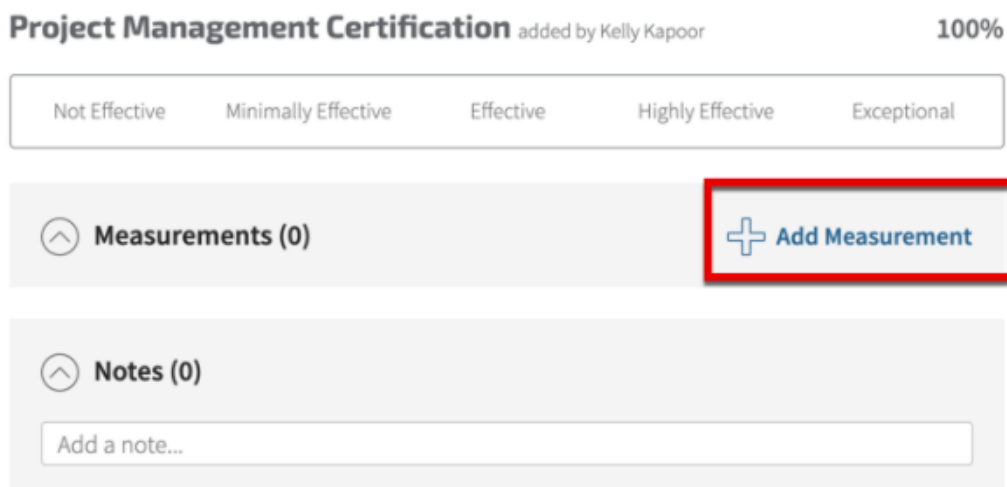 Project Management Certification added by Kelly Kapoor 100%
Not Effective Minimally Effective Effective Highly Effective Exceptional
Measurements (0) Add Measurement
Notes (0)
Add a note...